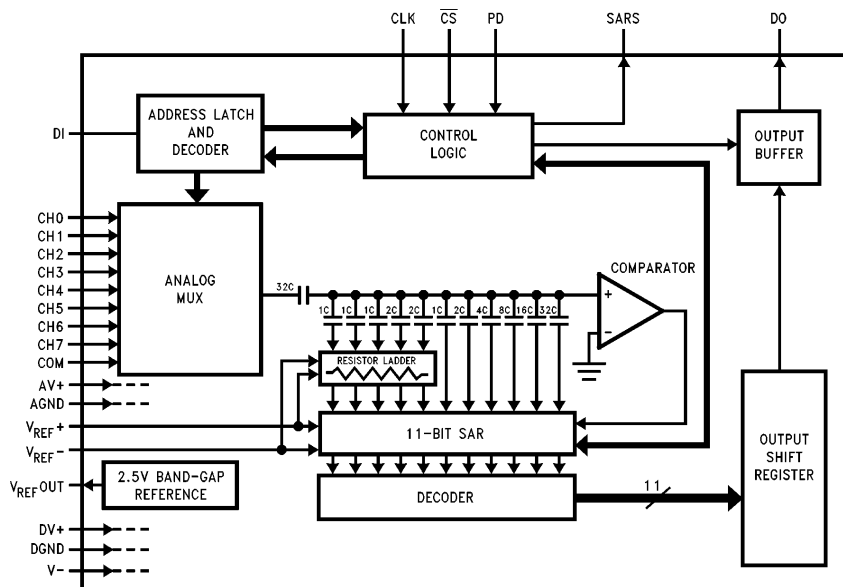 CLK
C̅S̅
PD
SARS
DO
DI
ADDRESS LATCH
AND
DECODER
CONTROL
LOGIC
OUTPUT
BUFFER
CH0
CH1
CH2
CH3
CH4
CH5
CH6
CH7
COM
ANALOG
MUX
32C
1C 1C 1C 2C 2C 1C 2C 4C 8C 16C 32C
COMPARATOR
+
−
RESISTOR LADDER
AV+
AGND
VREF+
VREF-
VREFOUT
2.5V BAND-GAP
REFERENCE
11-BIT SAR
DECODER
11
OUTPUT
SHIFT
REGISTER
DV+
DGND
V-